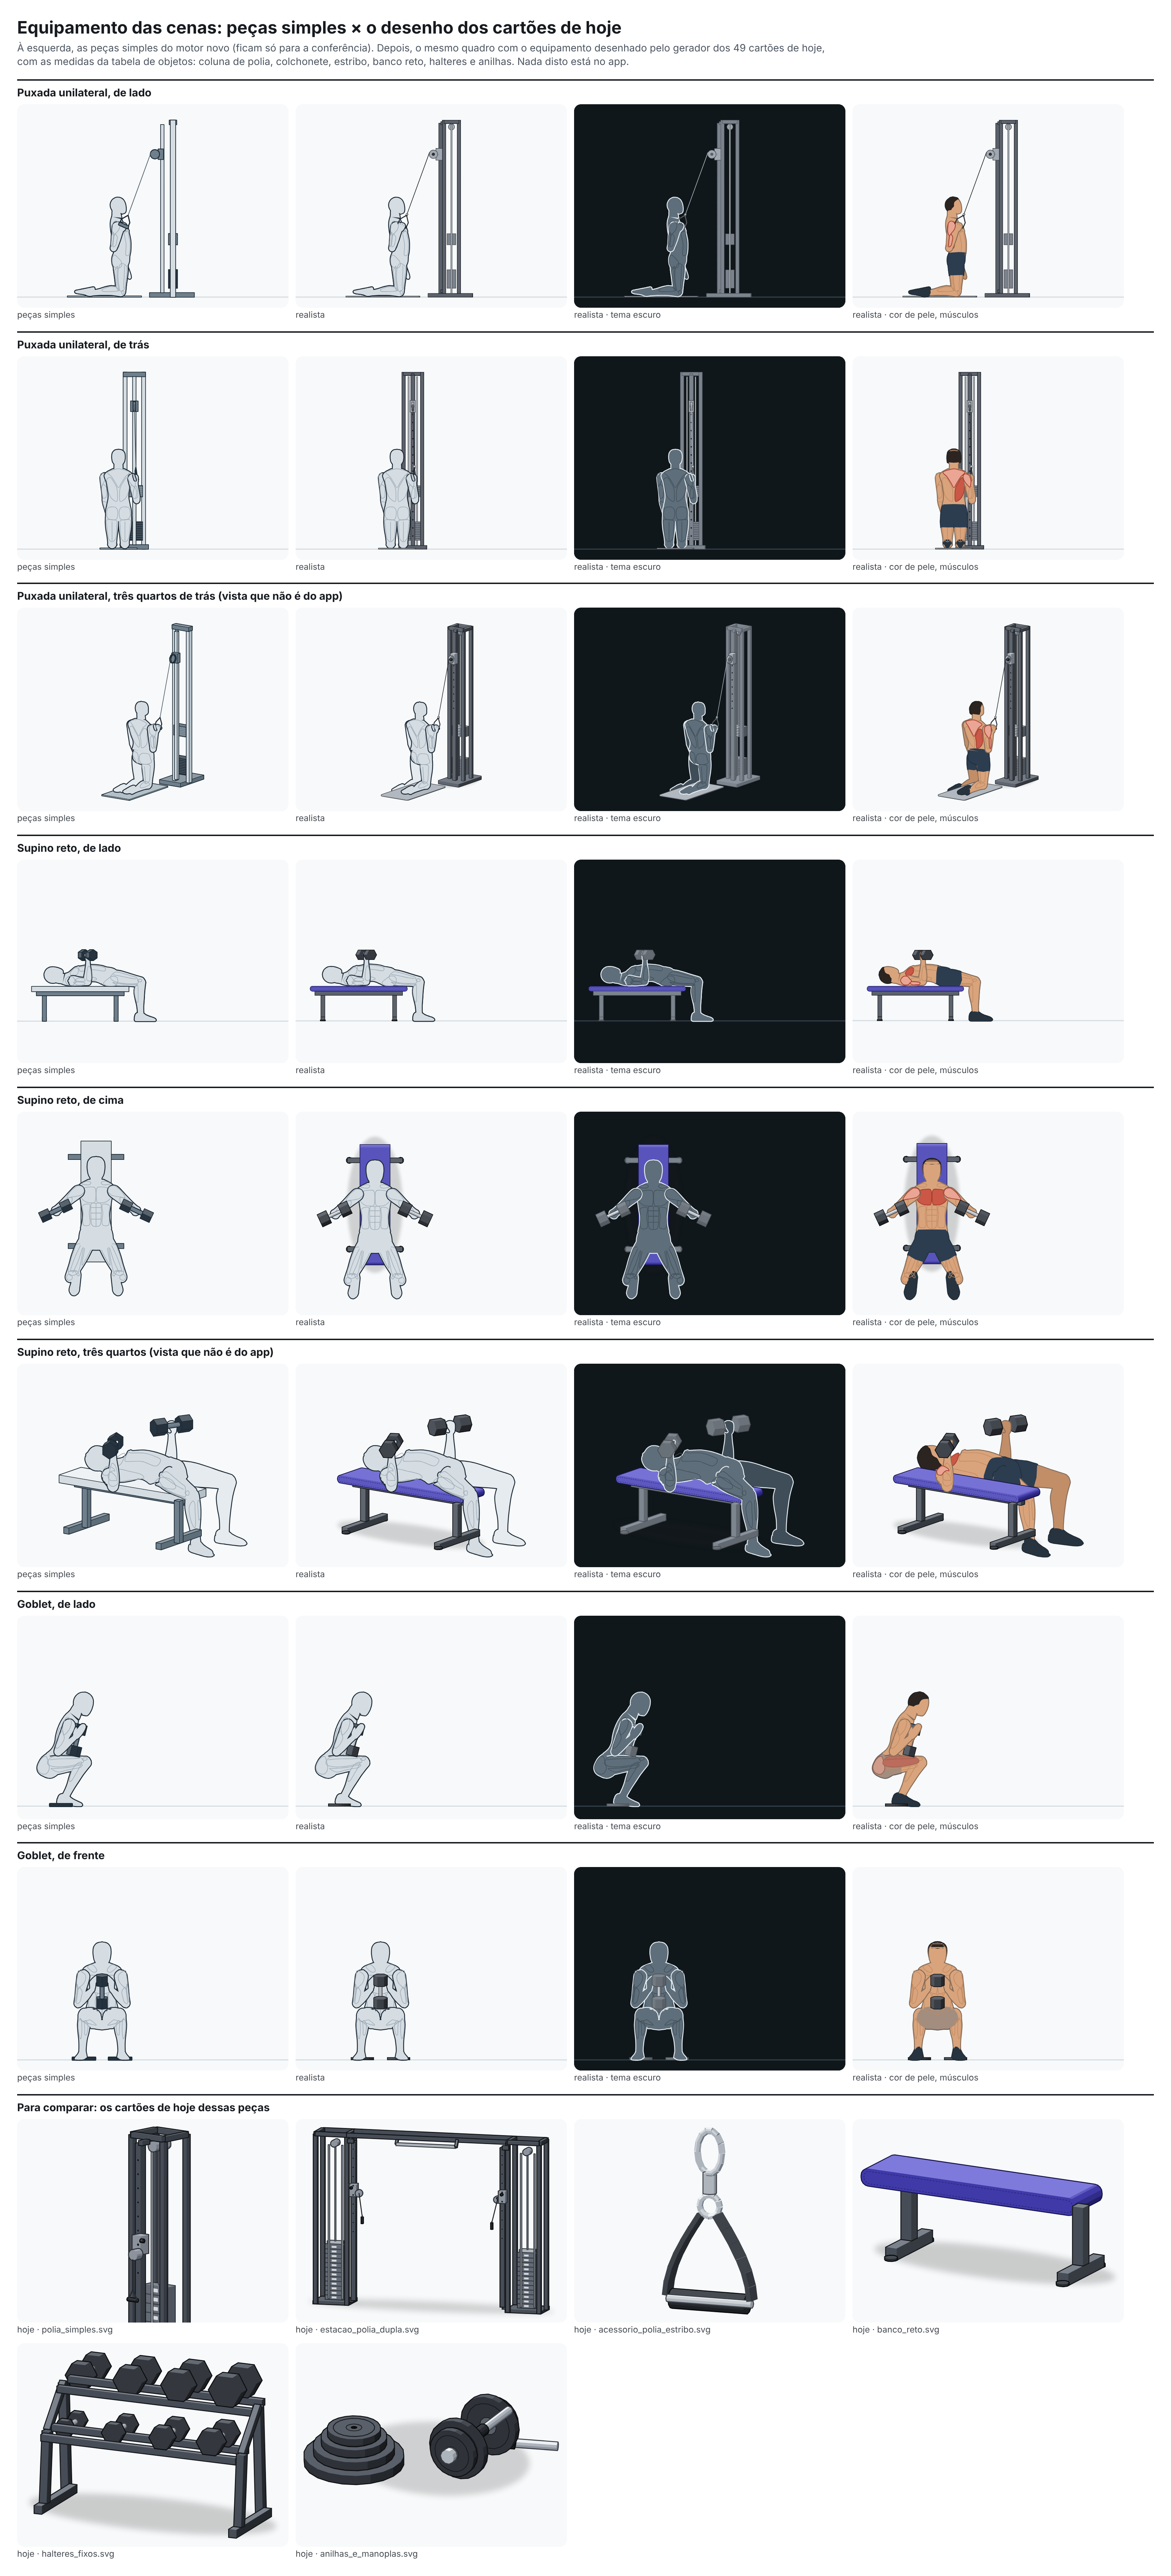 Equipamento das cenas: peças simples × o desenho dos cartões de hoje
À esquerda, as peças simples do motor novo (ficam só para a conferência). Depois, o mesmo quadro com o equipamento desenhado pelo gerador dos 49 cartões de hoje,
com as medidas da tabela de objetos: coluna de polia, colchonete, estribo, banco reto, halteres e anilhas. Nada disto está no app.
Puxada unilateral, de lado
peças simples
realista
realista · tema escuro
realista · cor de pele, músculos
Puxada unilateral, de trás
peças simples
realista
realista · tema escuro
realista · cor de pele, músculos
Puxada unilateral, três quartos de trás (vista que não é do app)
peças simples
realista
realista · tema escuro
realista · cor de pele, músculos
Supino reto, de lado
peças simples
realista
realista · tema escuro
realista · cor de pele, músculos
Supino reto, de cima
peças simples
realista
realista · tema escuro
realista · cor de pele, músculos
Supino reto, três quartos (vista que não é do app)
peças simples
realista
realista · tema escuro
realista · cor de pele, músculos
Goblet, de lado
peças simples
realista
realista · tema escuro
realista · cor de pele, músculos
Goblet, de frente
peças simples
realista
realista · tema escuro
realista · cor de pele, músculos
Para comparar: os cartões de hoje dessas peças
hoje · polia_simples.svg
hoje · estacao_polia_dupla.svg
hoje · acessorio_polia_estribo.svg
hoje · banco_reto.svg
hoje · halteres_fixos.svg
hoje · anilhas_e_manoplas.svg